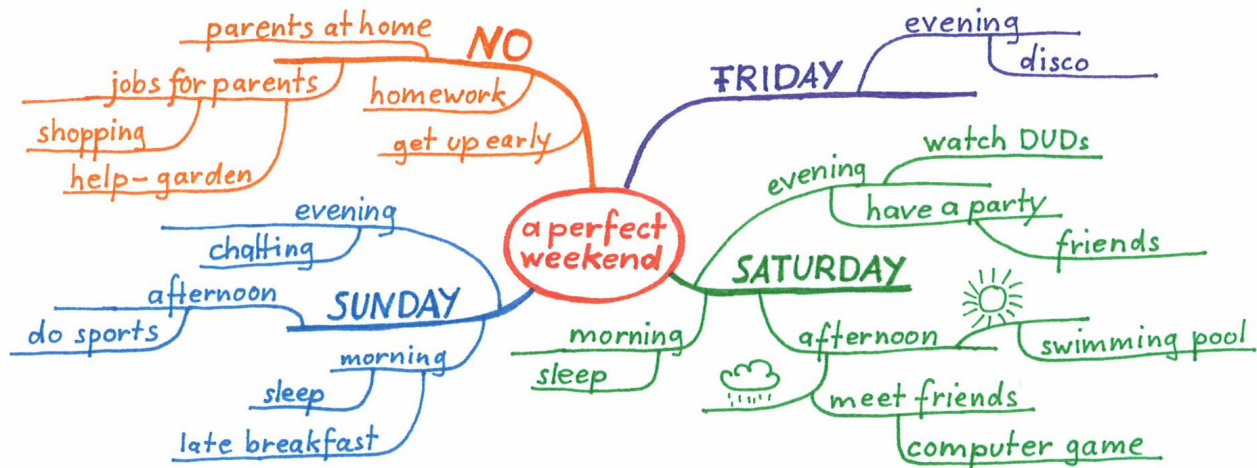 a perfect
weekend
FRIDAY
evening
disco
SATURDAY
evening
watch DUDs
have a party
friends
afternoon
swimming pool
meet friends
computer game
morning
sleep
SUNDAY
morning
sleep
late breakfast
afternoon
do sports
evening
chatting
NO
parents at home
jobs for parents
shopping
help-garden
homework
get up early